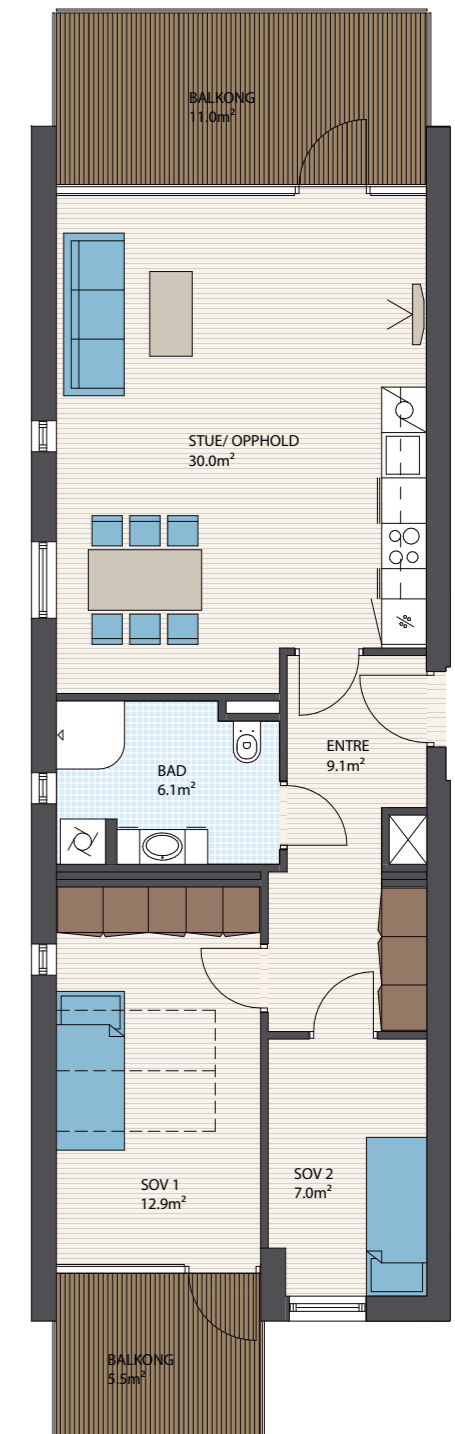 BALKONG
11.0m²
STUE/ OPPHOLD
30.0m²
ENTRE
9.1m²
BAD
6.1m²
SOV 1
12.9m²
SOV 2
7.0m²
BALKONG
5.5m²